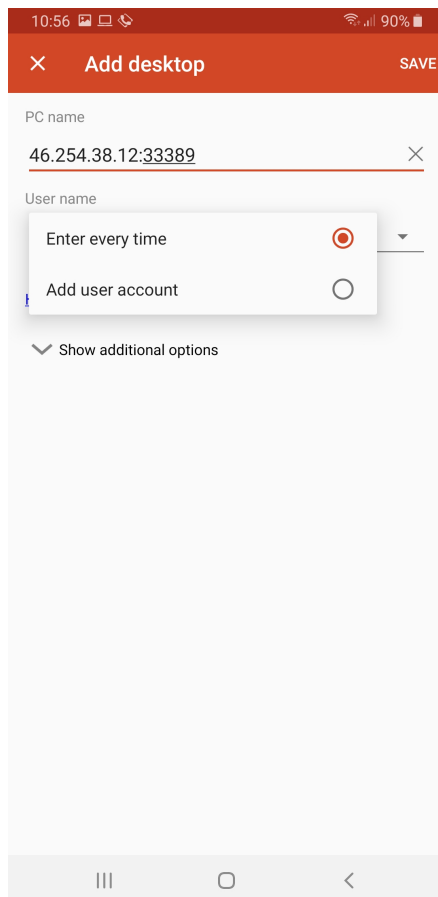 10:56
90%
Add desktop
SAVE
PC name
46.254.38.12:33389
User name
Enter every time
Add user account
Show additional options